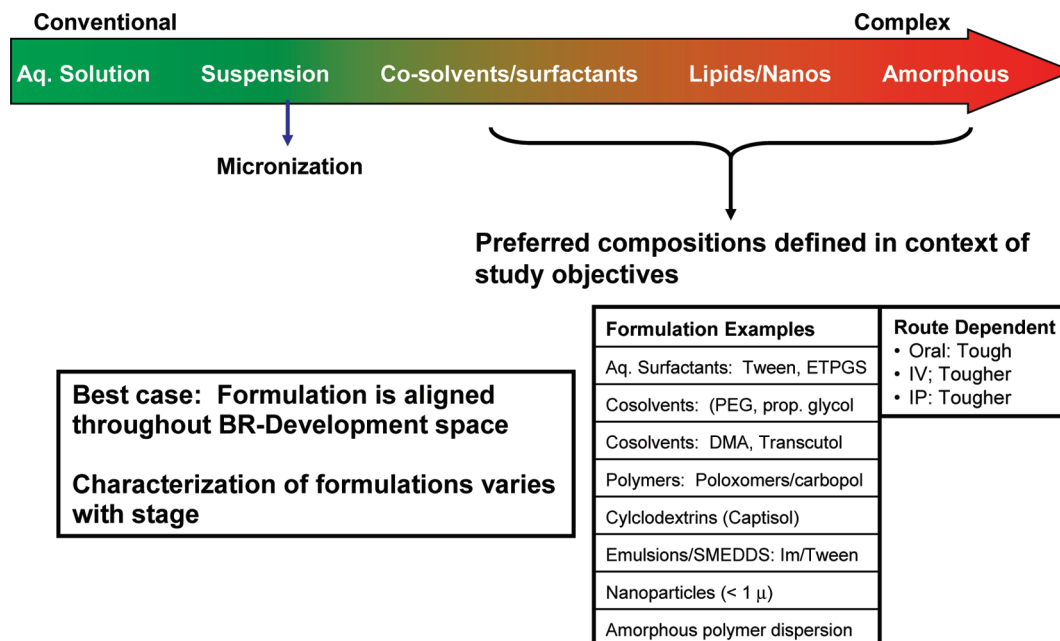 Conventional
Complex
Aq. Solution
Suspension
Co-solvents/surfactants
Lipids/Nanos
Amorphous
Micronization
Preferred compositions defined in context of
study objectives
Formulation Examples
Aq. Surfactants: Tween, ETPGS
Cosolvents: (PEG, prop. glycol
Cosolvents: DMA, Transcutol
Polymers: Poloxomers/carbopol
Cylclodextrins (Captisol)
Emulsions/SMEDDS: Im/Tween
Nanoparticles (< 1 μ)
Amorphous polymer dispersion
Route Dependent
• Oral: Tough
• IV; Tougher
• IP: Tougher
Best case: Formulation is aligned
throughout BR-Development space
Characterization of formulations varies
with stage